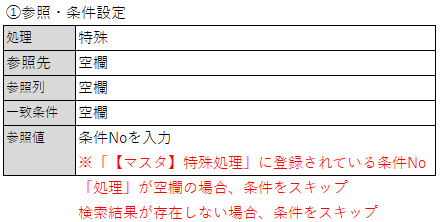 ①参照・条件設定
処理 特殊
参照先 空欄
参照列 空欄
一致条件 空欄
参照値 条件Noを入力
※「【マスタ】特殊処理」に登録されている条件No
「処理」が空欄の場合、条件をスキップ
検索結果が存在しない場合、条件をスキップ